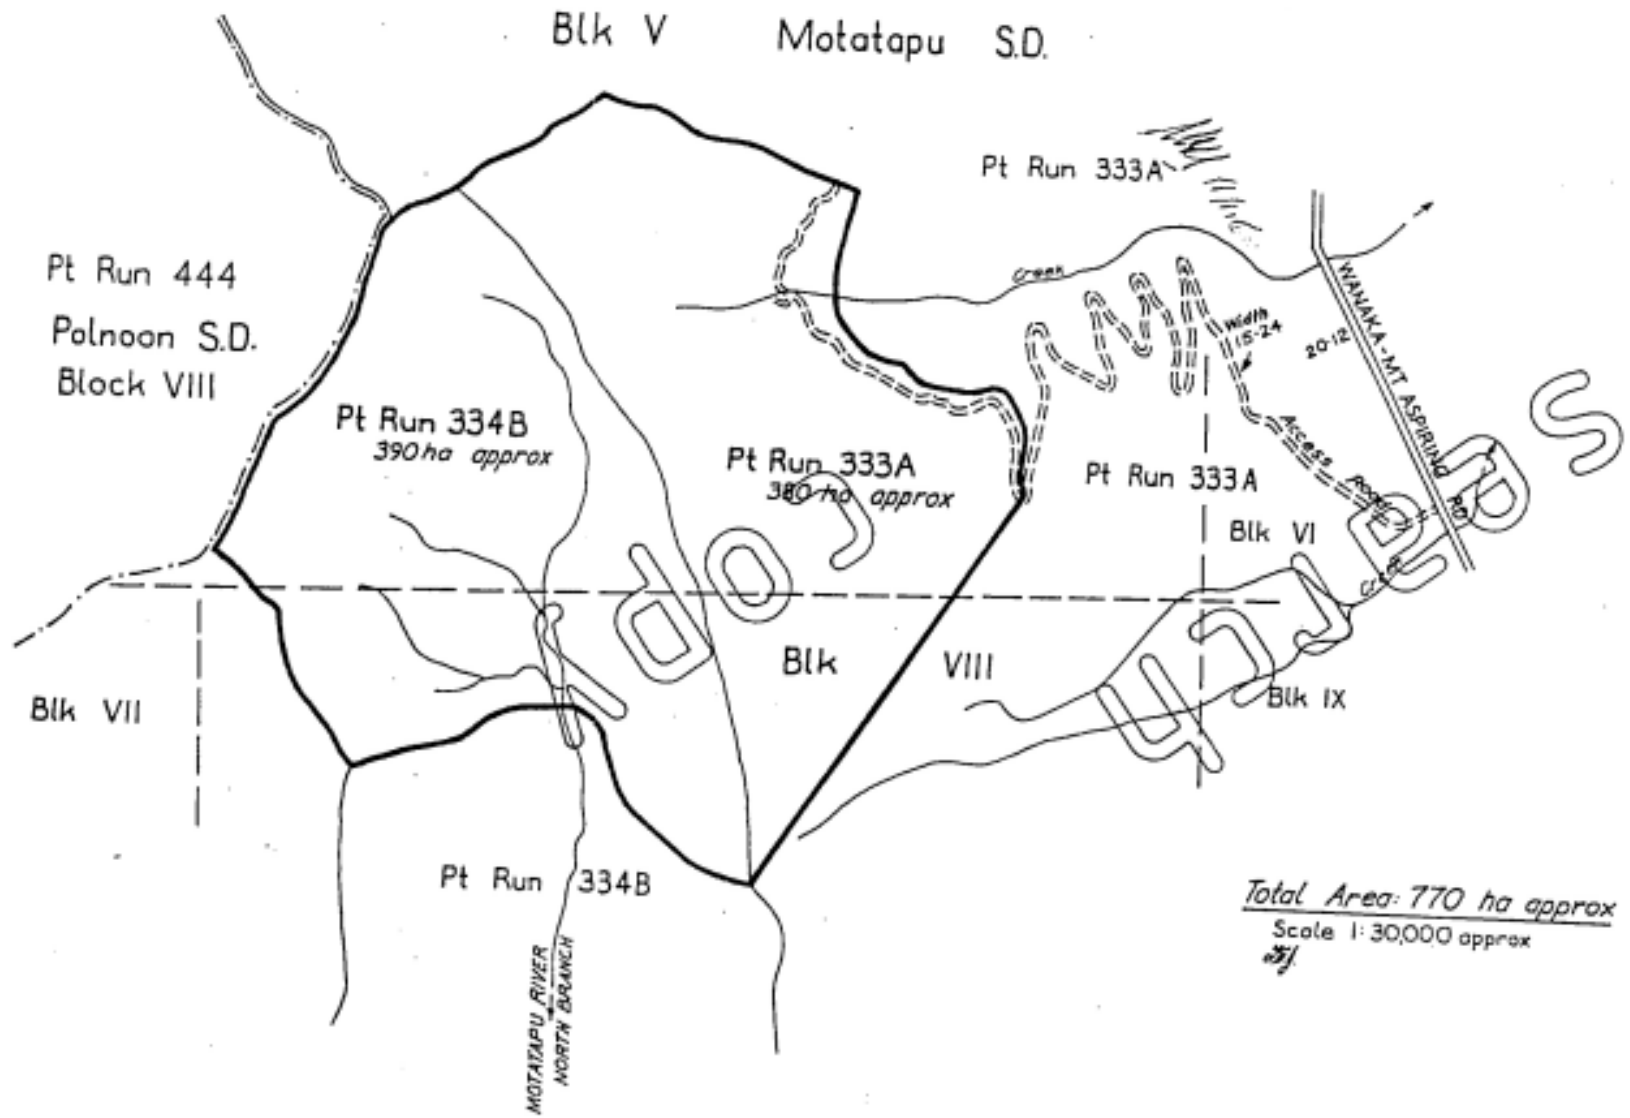 Blk V Motatapu S.D.
Pt Run 333A
Pt Run 444
Polnoon S.D.
Block VIII
Creek
WANAKA - MT ASPIRING RD
20·12
Width
15-24
Access Road
Pt Run 334B
390 ha approx
Pt Run 333A
380 ha approx
Pt Run 333A
Blk VI
Creek
Blk VIII
Blk VII
Blk IX
Pt Run 334B
MOTATAPU RIVER
NORTH BRANCH
Total Area: 770 ha approx
Scale 1:30,000 approx